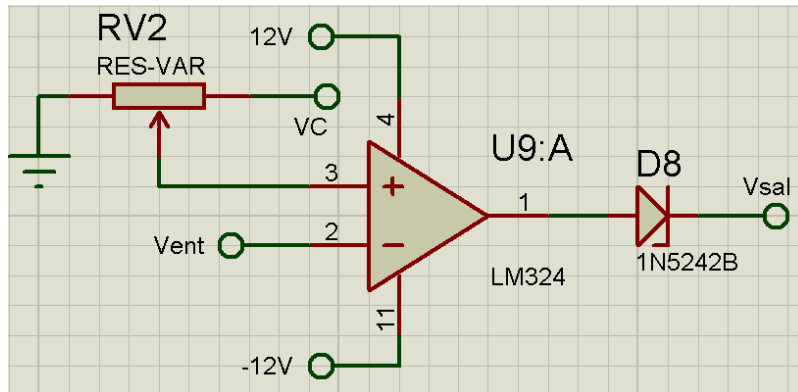 RV2
RES-VAR
12V
VC
4
U9:A
3
+
1
D8
Vsal
Vent
2
−
LM324
1N5242B
11
-12V